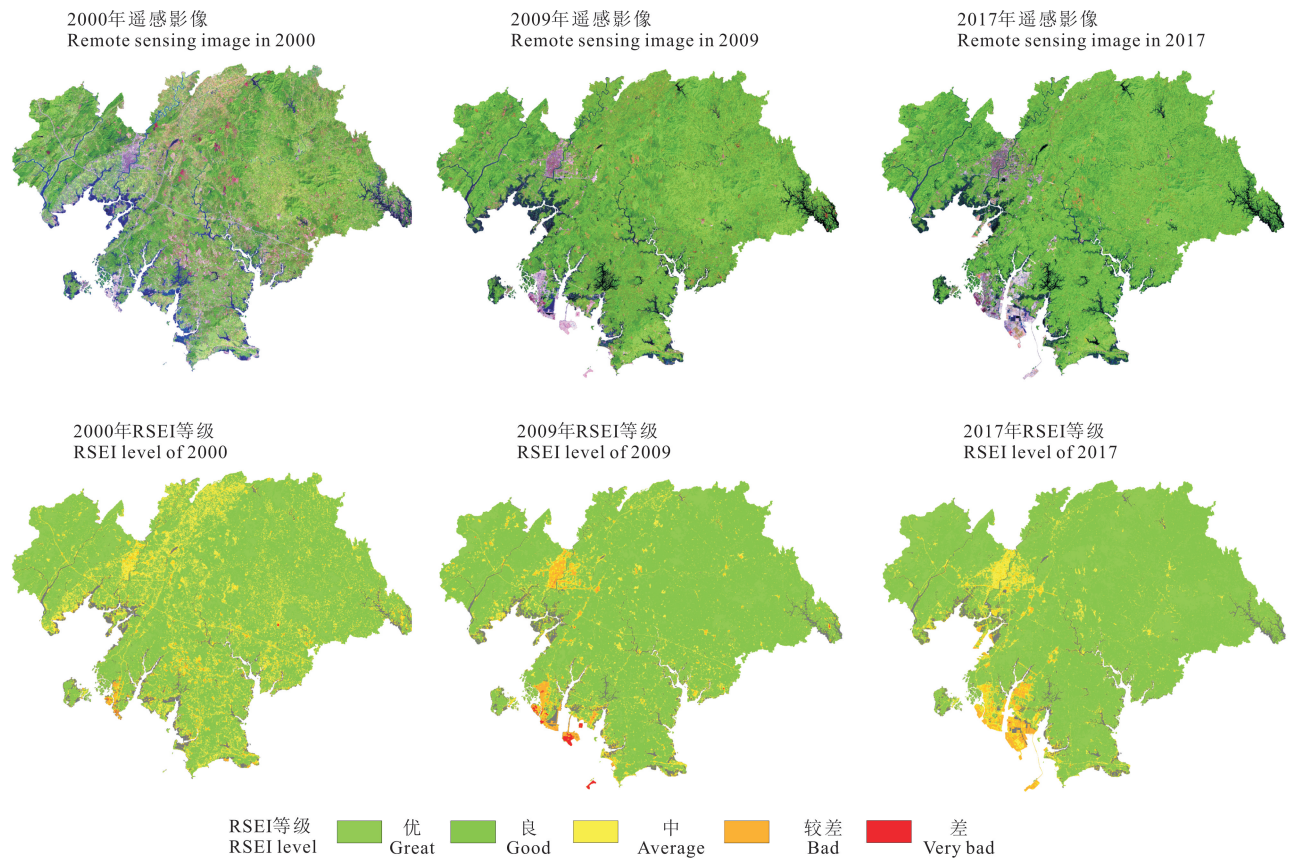 2000年遥感影像
Remote sensing image in 2000
2009年遥感影像
Remote sensing image in 2009
2017年遥感影像
Remote sensing image in 2017
2000年RSEI等级
RSEI level of 2000
2009年RSEI等级
RSEI level of 2009
2017年RSEI等级
RSEI level of 2017
RSEI等级
RSEI level
优
Great
良
Good
中
Average
较差
Bad
差
Very bad